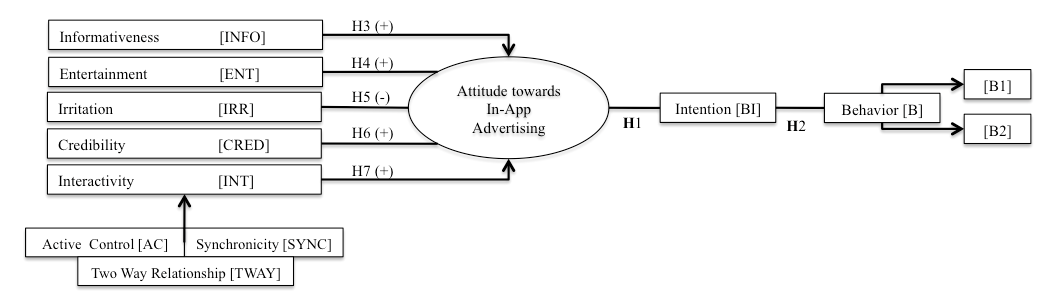 Informativeness [INFO]
H3 (+)
Entertainment [ENT]
H4 (+)
Irritation [IRR]
H5 (-)
Credibility [CRED]
H6 (+)
Interactivity [INT]
H7 (+)
Attitude towards
In-App
Advertising
H1
Intention [BI]
H2
Behavior [B]
[B1]
[B2]
Active Control [AC]
Synchronicity [SYNC]
Two Way Relationship [TWAY]